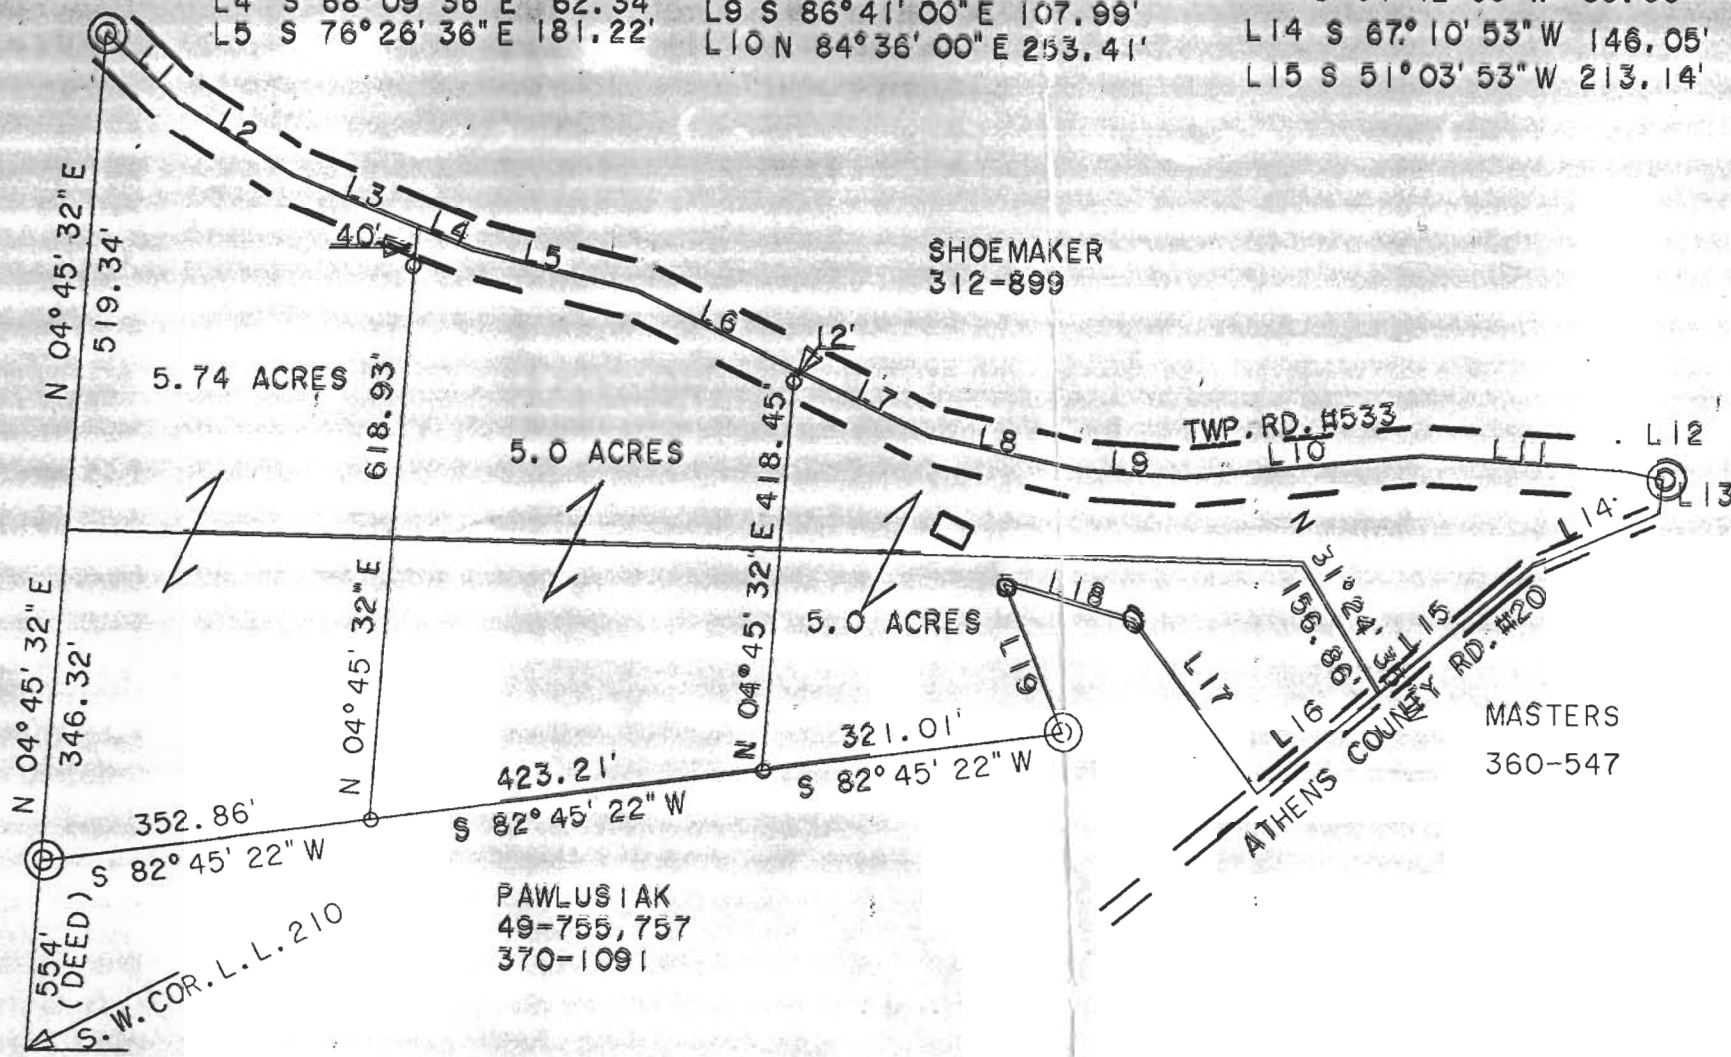 L4 S 68°09'36"E 62.34'
L5 S 76°26'36"E 181.22'
L9 S 86°41'00"E 107.99'
L10 N 84°36'00"E 253.41'
L14 S 67°10'53"W 146.05'
L15 S 51°03'53"W 213.14'
L1
L2
L3
L4
L5
L6
L7
L8
L9
L10
L11
L12
L13
L14
L15
L16
L17
L18
L19
40'
12'
SHOEMAKER
312-899
TWP. RD. #533
N 04°45'32"E
519.34'
5.74 ACRES
N 04°45'32"E 618.93"
5.0 ACRES
N 04°45'32"E 418.45"
5.0 ACRES
N 31°24'
156.86'
N 04°45'32"E
346.32'
352.86'
S 82°45'22"W
423.21'
S 82°45'22"W
321.01'
S 82°45'22"W
ATHENS COUNTY RD. #20
MASTERS
360-547
PAWLUSIAK
49-755,757
370-1091
554'
(DEED)
S.W. COR. L.L. 210